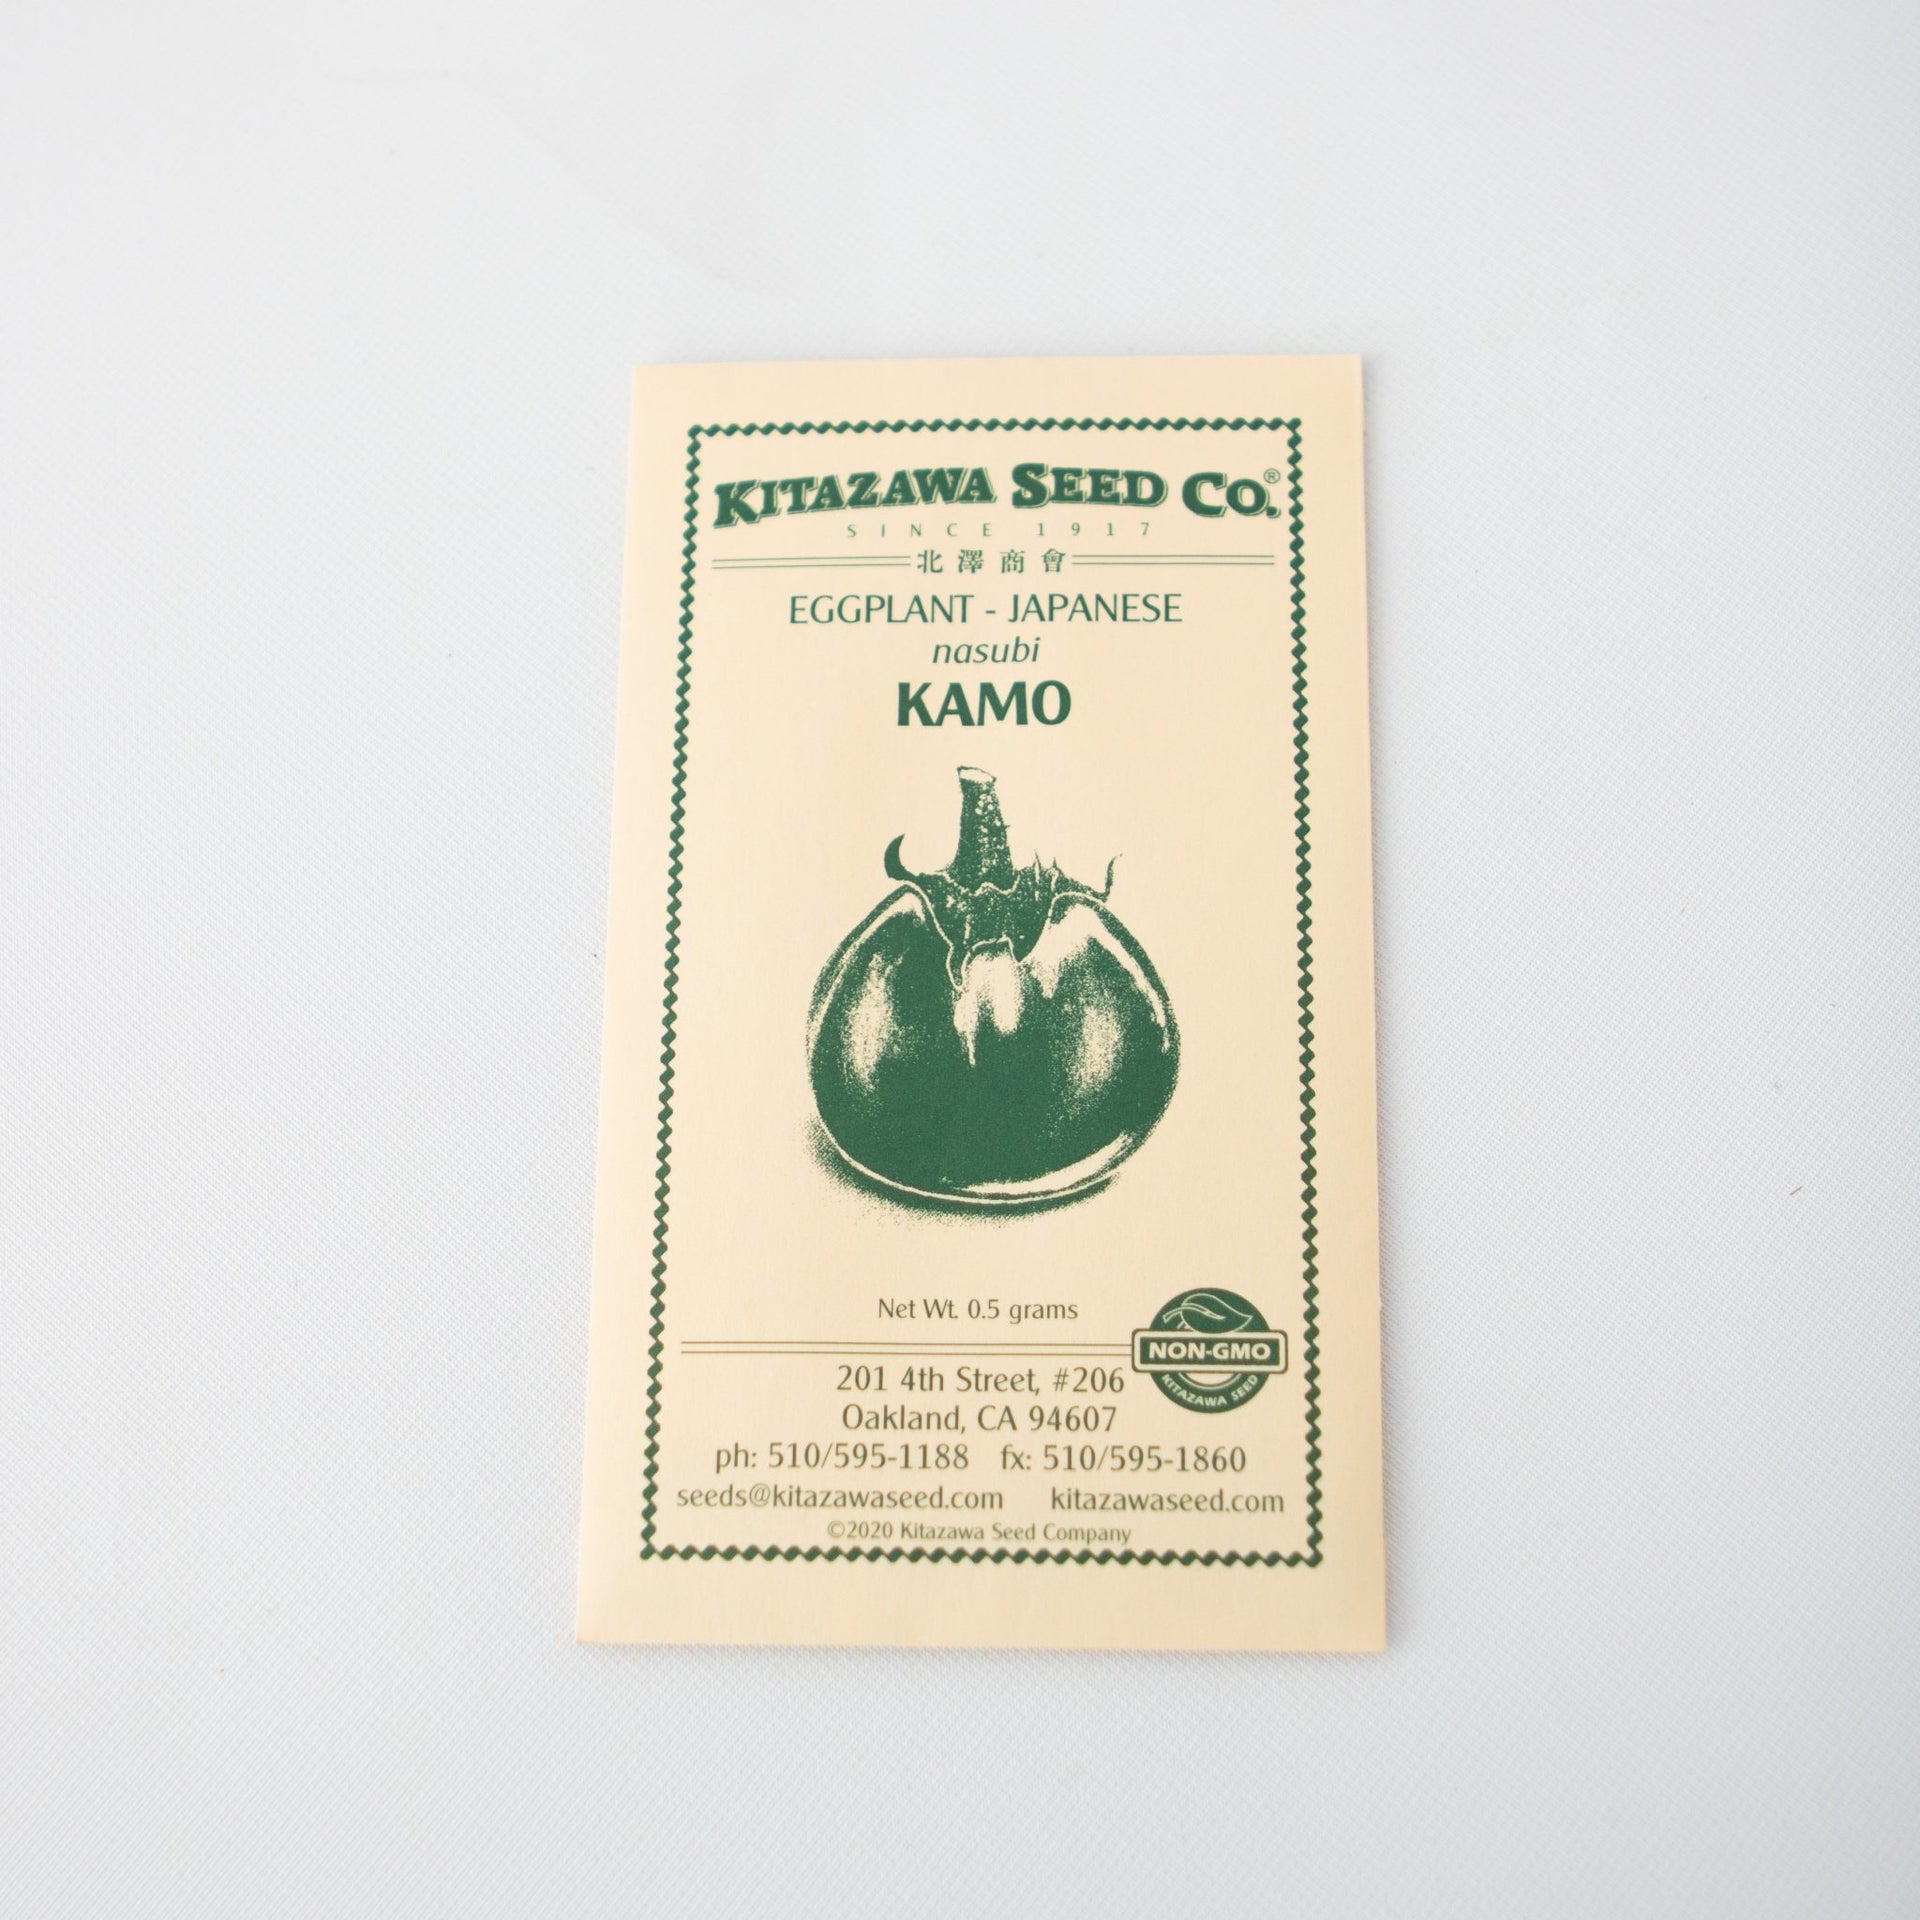 KITAZAWA SEED CO.®
SINCE 1917
北澤商會
EGGPLANT - JAPANESE
nasubi
KAMO
Net Wt. 0.5 grams
NON-GMO
KITAZAWA SEED
201 4th Street, #206
Oakland, CA 94607
ph: 510/595-1188 fx: 510/595-1860
seeds@kitazawaseed.com kitazawaseed.com
©2020 Kitazawa Seed Company